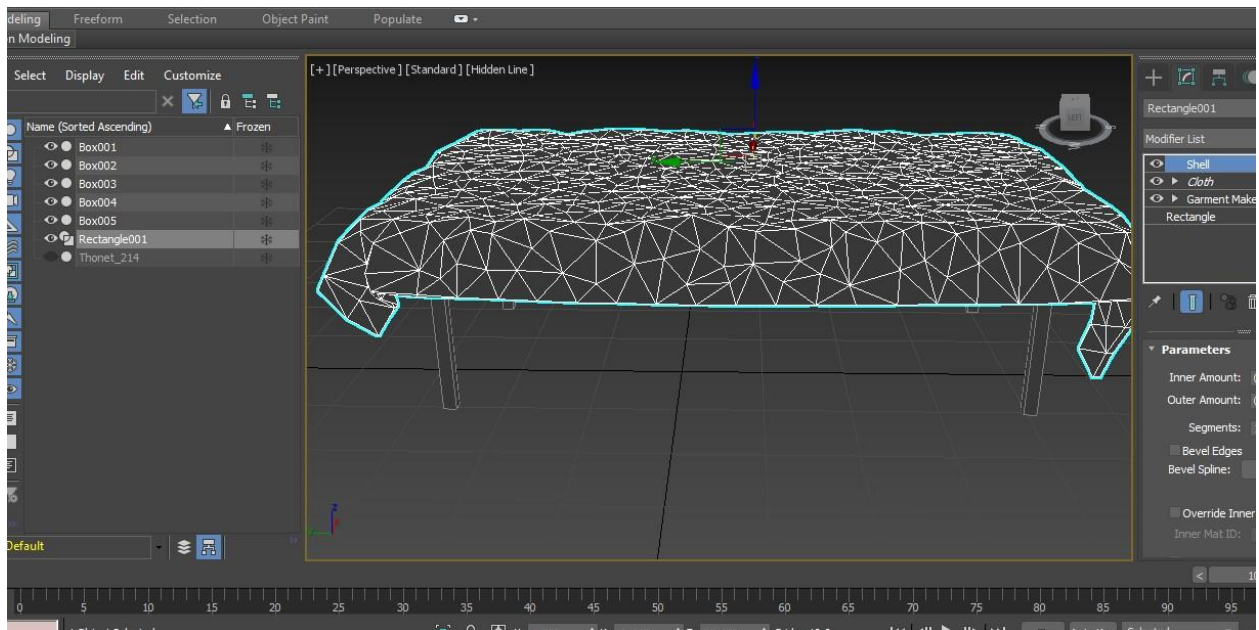 deling Freeform Selection Object Paint Populate
n Modeling
Select Display Edit Customize
Name (Sorted Ascending) ▲ Frozen
Box001
Box002
Box003
Box004
Box005
Rectangle001
Thonet_214
Default
[+] [Perspective] [Standard] [Hidden Line]
LEFT
z
Rectangle001
Modifier List
Shell
Cloth
Garment Make
Rectangle
Parameters
Inner Amount:
Outer Amount:
Segments:
Bevel Edges
Bevel Spline:
Override Inner
Inner Mat ID:
< 10
0 5 10 15 20 25 30 35 40 45 50 55 60 65 70 75 80 85 90 95